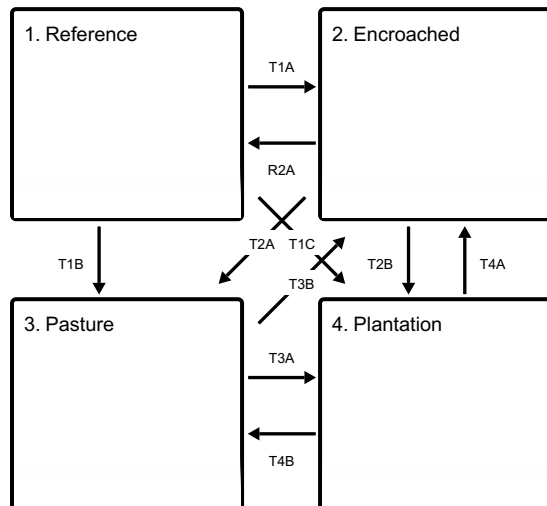 1. Reference
2. Encroached
T1A
R2A
T1B
T2A
T1C
T3B
T2B
T4A
3. Pasture
4. Plantation
T3A
T4B